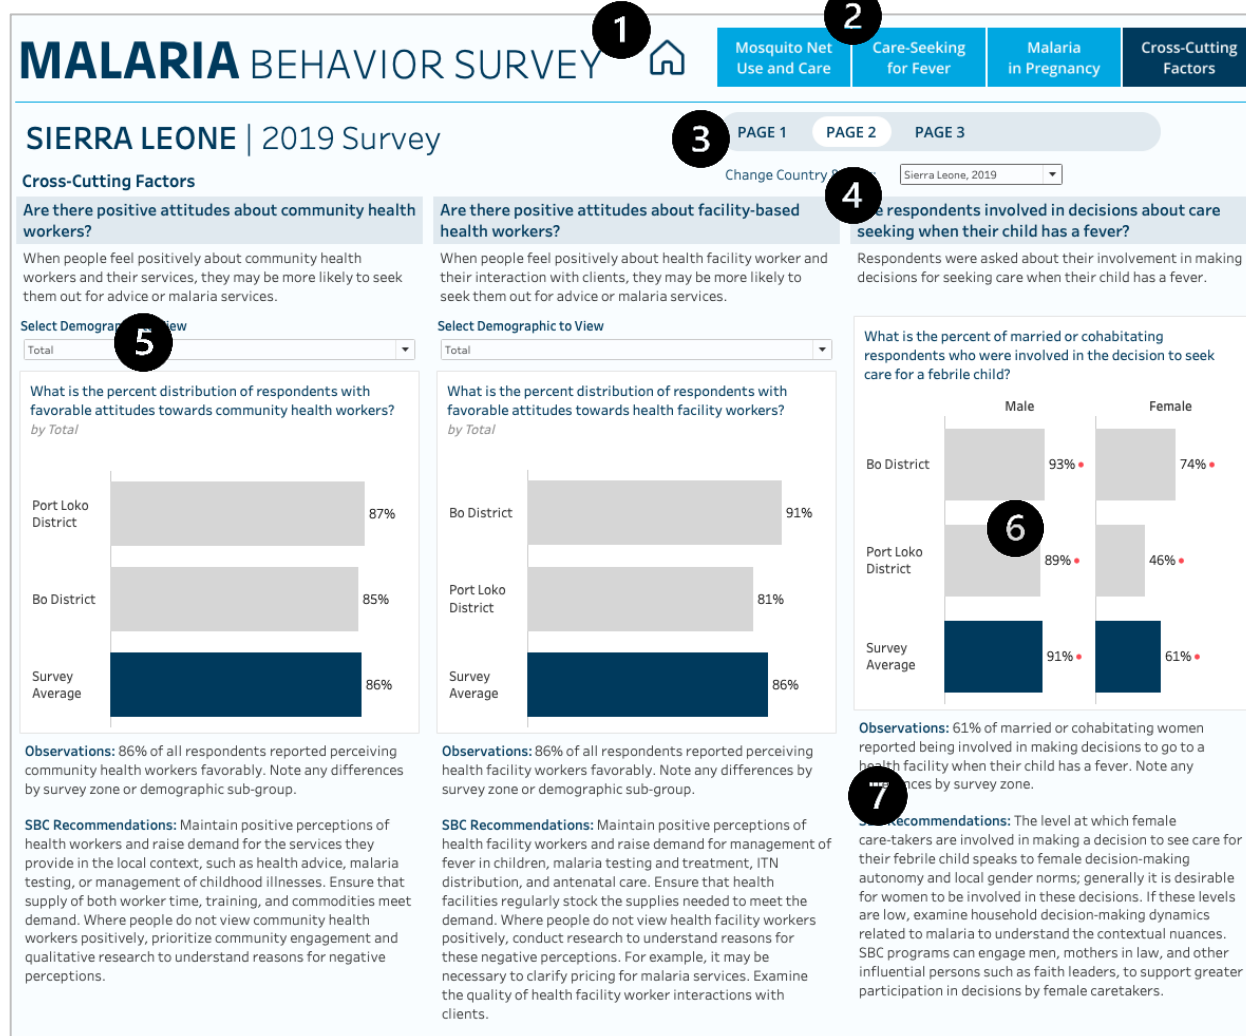 1
2
MALARIA BEHAVIOR SURVEY
Mosquito Net
Use and Care
Care-Seeking
for Fever
Malaria
in Pregnancy
Cross-Cutting
Factors
SIERRA LEONE | 2019 Survey
3
PAGE 1 PAGE 2 PAGE 3
Change Country
Sierra Leone, 2019
Cross-Cutting Factors
4
Are there positive attitudes about community health
workers?
When people feel positively about community health
workers and their services, they may be more likely to seek
them out for advice or malaria services.
Select Demographic View
5
Total
What is the percent distribution of respondents with
favorable attitudes towards community health workers?
by Total
Port Loko
District
87%
Bo District
85%
Survey
Average
86%
Observations: 86% of all respondents reported perceiving
community health workers favorably. Note any differences
by survey zone or demographic sub-group.
SBC Recommendations: Maintain positive perceptions of
health workers and raise demand for the services they
provide in the local context, such as health advice, malaria
testing, or management of childhood illnesses. Ensure that
supply of both worker time, training, and commodities meet
demand. Where people do not view community health
workers positively, prioritize community engagement and
qualitative research to understand reasons for negative
perceptions.
Are there positive attitudes about facility-based
health workers?
When people feel positively about health facility worker and
their interaction with clients, they may be more likely to
seek them out for advice or malaria services.
Select Demographic to View
Total
What is the percent distribution of respondents with
favorable attitudes towards health facility workers?
by Total
Bo District
91%
Port Loko
District
81%
Survey
Average
86%
Observations: 86% of all respondents reported perceiving
health facility workers favorably. Note any differences by
survey zone or demographic sub-group.
SBC Recommendations: Maintain positive perceptions of
health facility workers and raise demand for management of
fever in children, malaria testing and treatment, ITN
distribution, and antenatal care. Ensure that health
facilities regularly stock the supplies needed to meet the
demand. Where people do not view health facility workers
positively, conduct research to understand reasons for
these negative perceptions. For example, it may be
necessary to clarify pricing for malaria services. Examine
the quality of health facility worker interactions with
clients.
respondents involved in decisions about care
seeking when their child has a fever?
Respondents were asked about their involvement in making
decisions for seeking care when their child has a fever.
What is the percent of married or cohabitating
respondents who were involved in the decision to seek
care for a febrile child?
Male Female
Bo District
93% 74%
6
Port Loko
District
89% 46%
Survey
Average
91% 61%
Observations: 61% of married or cohabitating women
reported being involved in making decisions to go to a
health facility when their child has a fever. Note any
by survey zone.
7
Recommendations: The level at which female
care-takers are involved in making a decision to see care for
their febrile child speaks to female decision-making
autonomy and local gender norms; generally it is desirable
for women to be involved in these decisions. If these levels
are low, examine household decision-making dynamics
related to malaria to understand the contextual nuances.
SBC programs can engage men, mothers in law, and other
influential persons such as faith leaders, to support greater
participation in decisions by female caretakers.